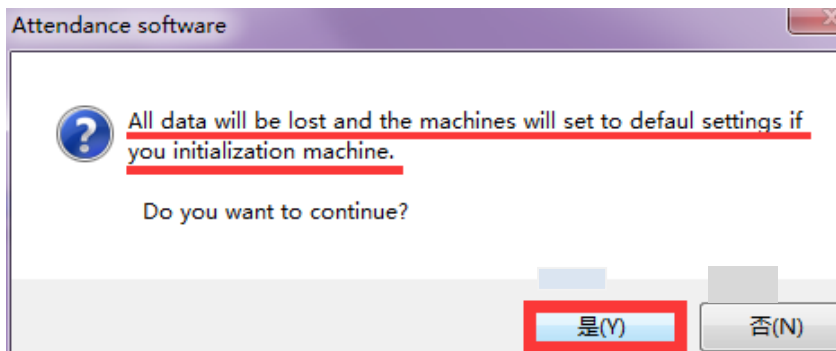 Attendance software
All data will be lost and the machines will set to defaul settings if
you initialization machine.
Do you want to continue?
是(Y)
否(N)